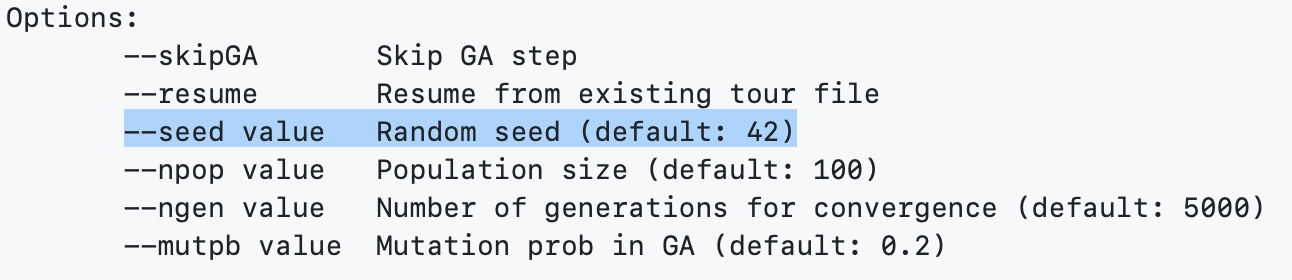 Options:
--skipGA Skip GA step
--resume Resume from existing tour file
--seed value Random seed (default: 42)
--npop value Population size (default: 100)
--ngen value Number of generations for convergence (default: 5000)
--mutpb value Mutation prob in GA (default: 0.2)